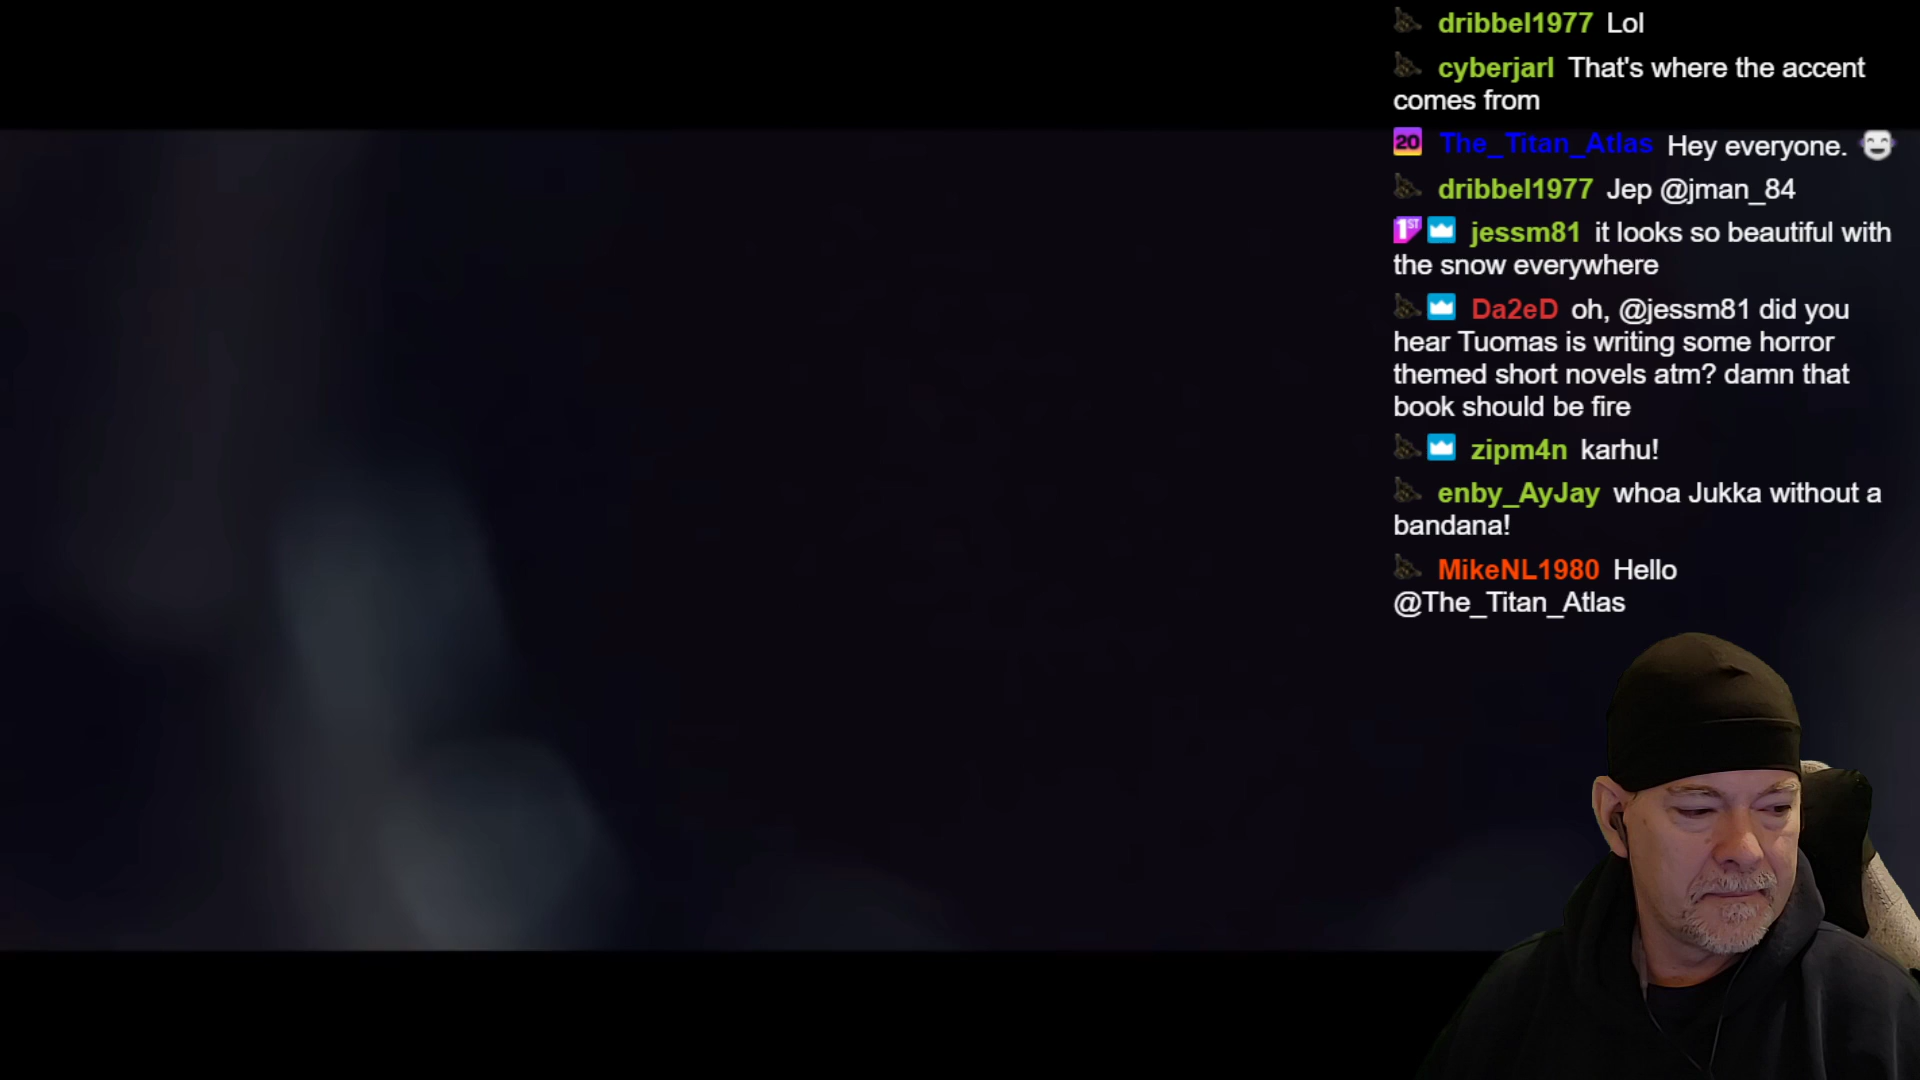 dribbel1977 Lol
cyberjarl That's where the accent
comes from
20 The_Titan_Atlas Hey everyone.
dribbel1977 Jep @jman_84
1ST jessm81 it looks so beautiful with
the snow everywhere
Da2eD oh, @jessm81 did you
hear Tuomas is writing some horror
themed short novels atm? damn that
book should be fire
zipm4n karhu!
enby_AyJay whoa Jukka without a
bandana!
MikeNL1980 Hello
@The_Titan_Atlas